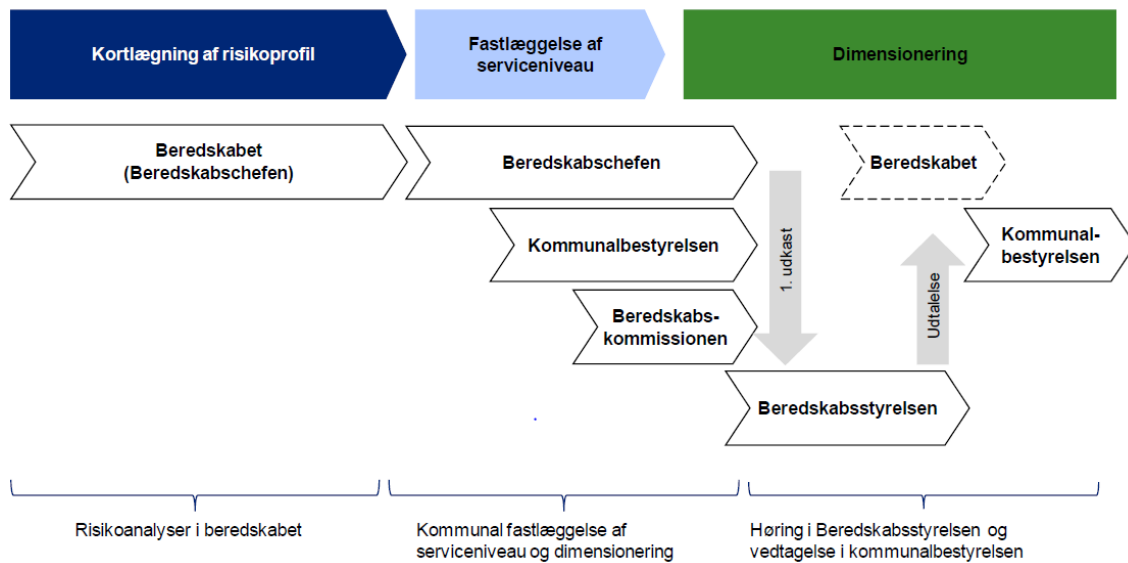 Kortlægning af risikoprofil
Fastlæggelse af
serviceniveau
Dimensionering
Beredskabet
(Beredskabschefen)
Beredskabschefen
Beredskabet
Kommunalbestyrelsen
Kommunal-
bestyrelsen
1. udkast
Udtalelse
Beredskabs-
kommissionen
Beredskabsstyrelsen
Risikoanalyser i beredskabet
Kommunal fastlæggelse af
serviceniveau og dimensionering
Høring i Beredskabsstyrelsen og
vedtagelse i kommunalbestyrelsen